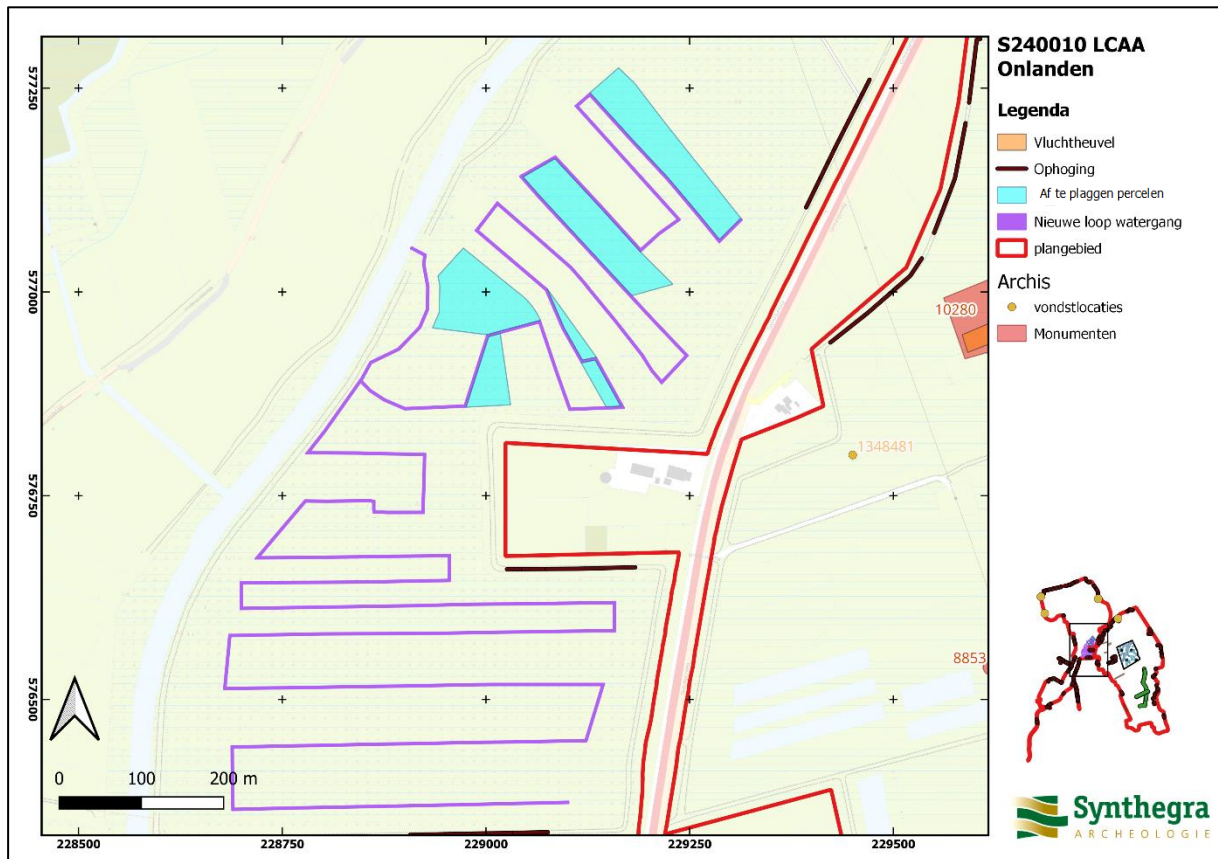 S240010 LCAA
Onlanden
Legenda
Vluchtheuvel
Ophoging
Af te plaggen percelen
Nieuwe loop watergang
plangebied
Archis
vondstlocaties
Monumenten
577250
577000
576750
576500
10280
1348481
8853
0 100 200 m
228500 228750 229000 229250 229500
Synthegra
ARCHEOLOGIE